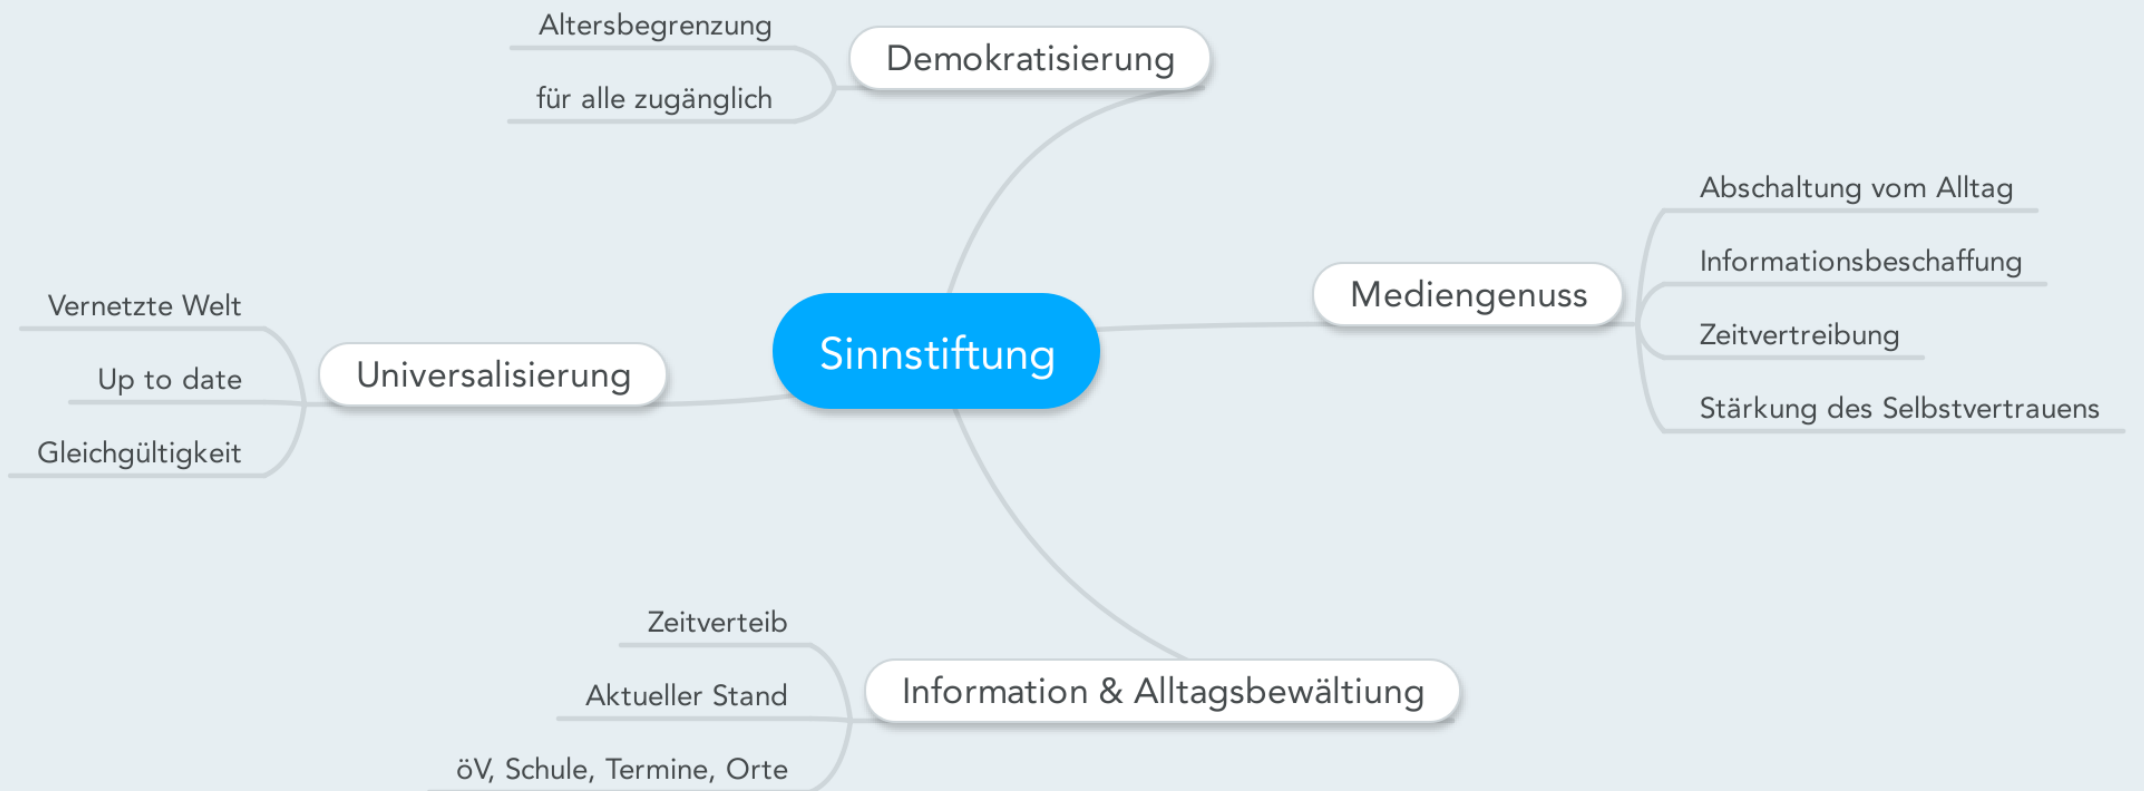 Altersbegrenzung
für alle zugänglich
Demokratisierung
Abschaltung vom Alltag
Informationsbeschaffung
Zeitvertreibung
Stärkung des Selbstvertrauens
Mediengenuss
Sinnstiftung
Vernetzte Welt
Up to date
Gleichgültigkeit
Universalisierung
Zeitverteib
Aktueller Stand
öV, Schule, Termine, Orte
Information & Alltagsbewältiung